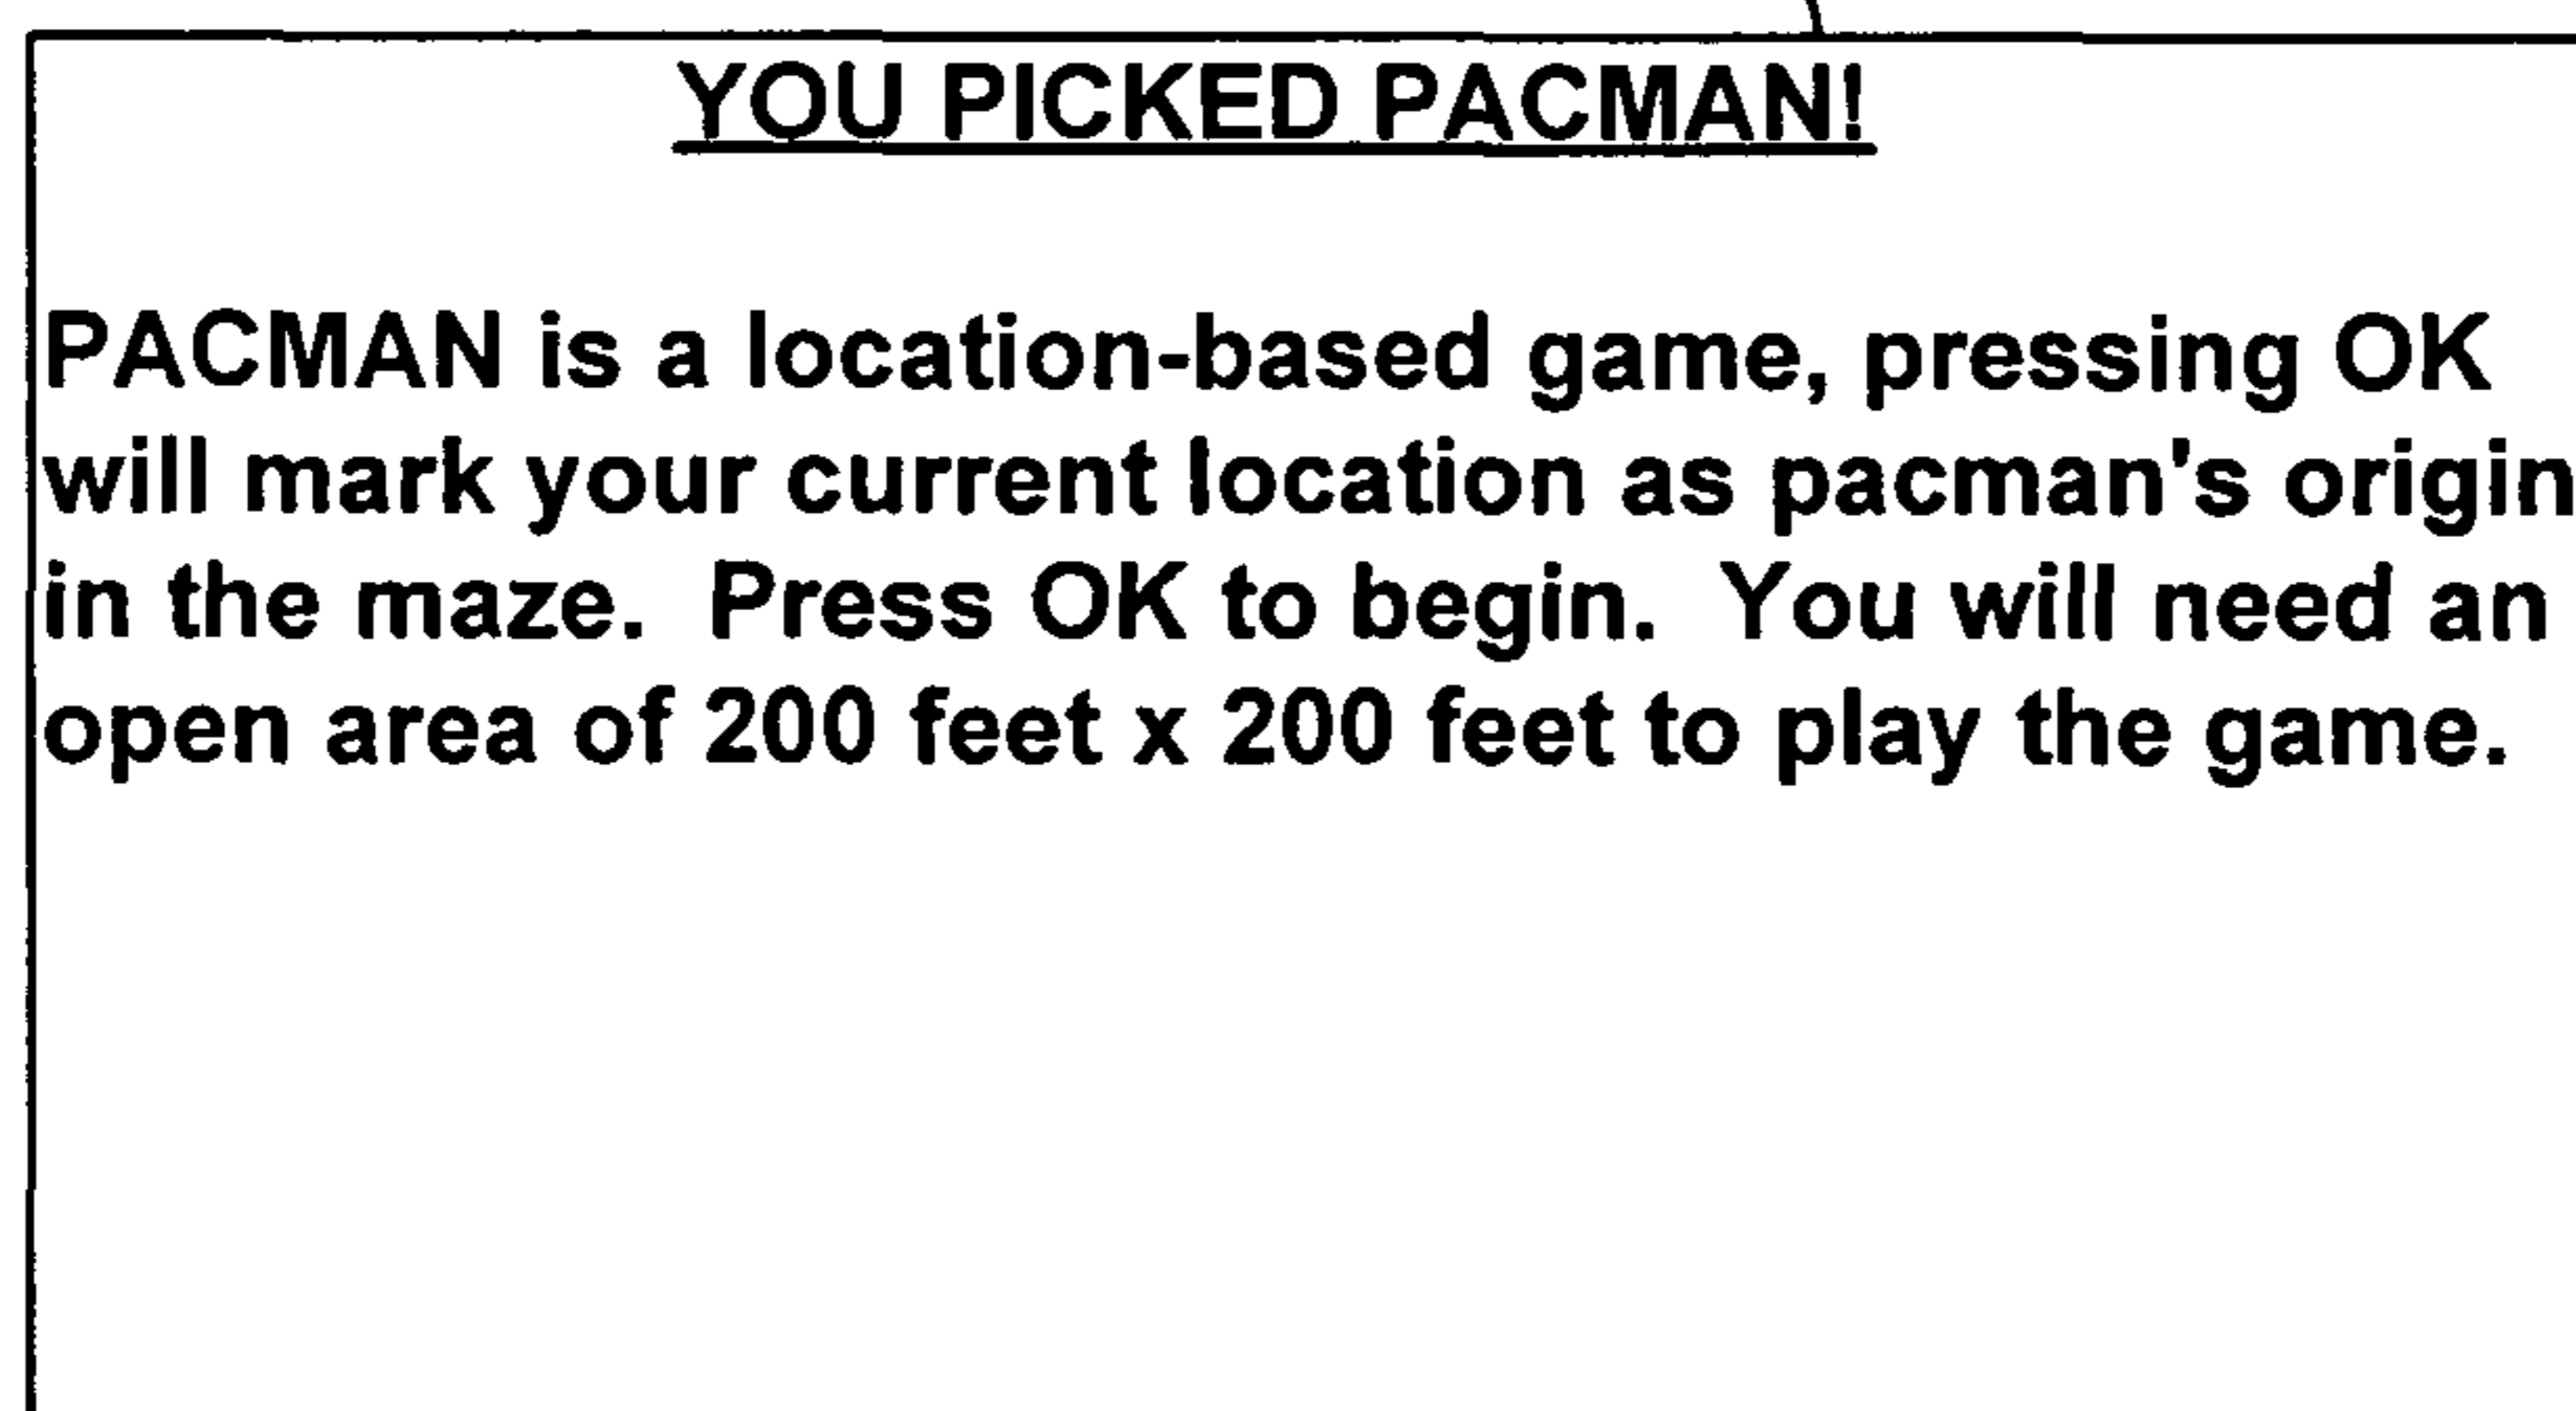 YOU PICKED PACMAN!
PACMAN is a location-based game, pressing OK
will mark your current location as pacman's origin
in the maze.  Press OK to begin.  You will need an
open area of 200 feet x 200 feet to play the game.